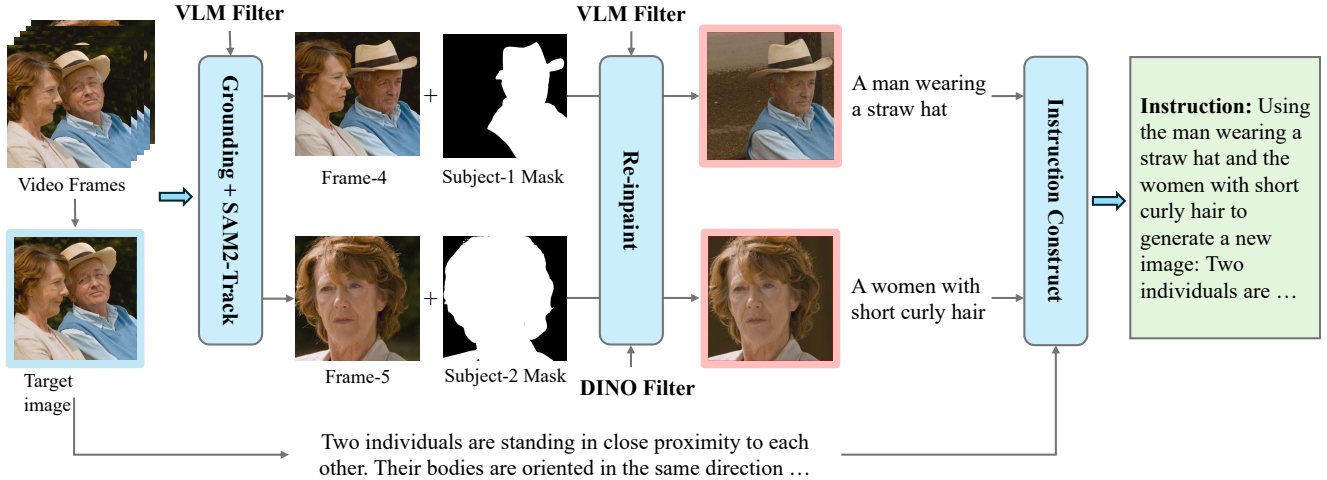 VLM Filter
VLM Filter
Video Frames
Grounding + SAM2-Track
Frame-4
+
Subject-1 Mask
Re-inpaint
A man wearing
a straw hat
Instruction Construct
Instruction: Using
the man wearing a
straw hat and the
women with short
curly hair to
generate a new
image: Two
individuals are …
Target
image
Frame-5
+
Subject-2 Mask
DINO Filter
A women with
short curly hair
Two individuals are standing in close proximity to each
other. Their bodies are oriented in the same direction …